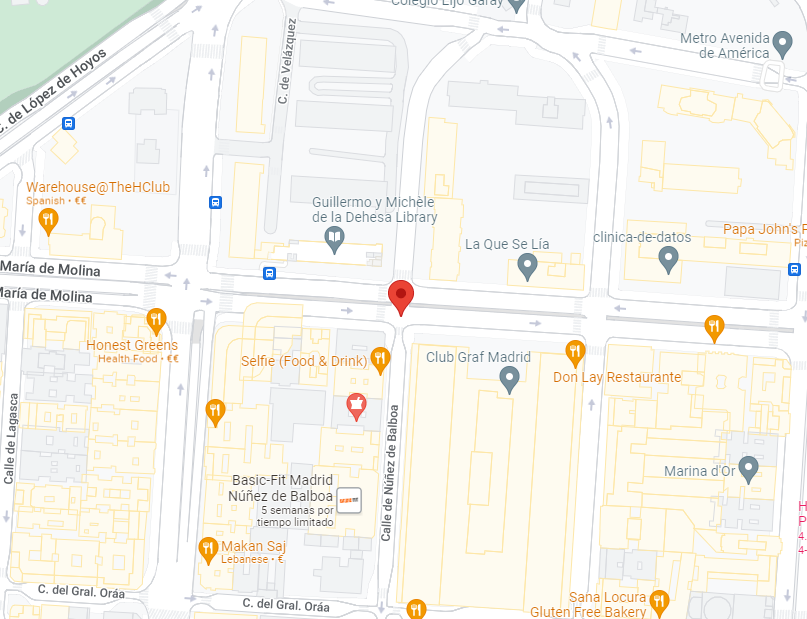 Colegio Lijo Garay
Metro Avenida
de América
C. de Velázquez
C. de López de Hoyos
Warehouse@TheHClub
Spanish • €€
Guillermo y Michèle
de la Dehesa Library
La Que Se Lía
clinica-de-datos
Papa John's P
Piz
María de Molina
María de Molina
Honest Greens
Health Food • €€
Selfie (Food & Drink)
Club Graf Madrid
Don Lay Restaurante
Calle de Lagasca
Calle de Núñez de Balboa
Basic-Fit Madrid
Núñez de Balboa
5 semanas por
tiempo limitado
Marina d'Or
H
P
4.
4-
Makan Saj
Lebanese • €
C. del Gral. Oráa
C. del Gral. Oráa
Sana Locura
Gluten Free Bakery